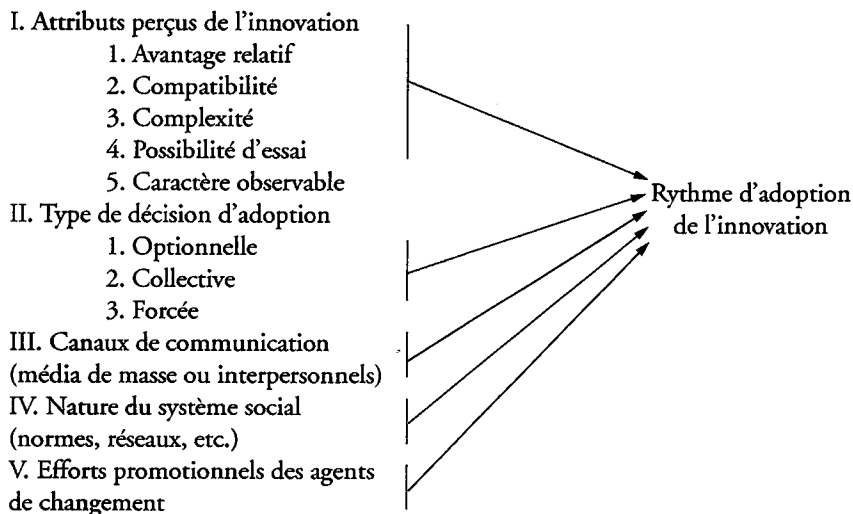 I. Attributs perçus de l'innovation
1. Avantage relatif
2. Compatibilité
3. Complexité
4. Possibilité d'essai
5. Caractère observable
II. Type de décision d'adoption
1. Optionnelle
2. Collective
3. Forcée
III. Canaux de communication
(média de masse ou interpersonnels)
IV. Nature du système social
(normes, réseaux, etc.)
V. Efforts promotionnels des agents
de changement
Rythme d'adoption
de l'innovation